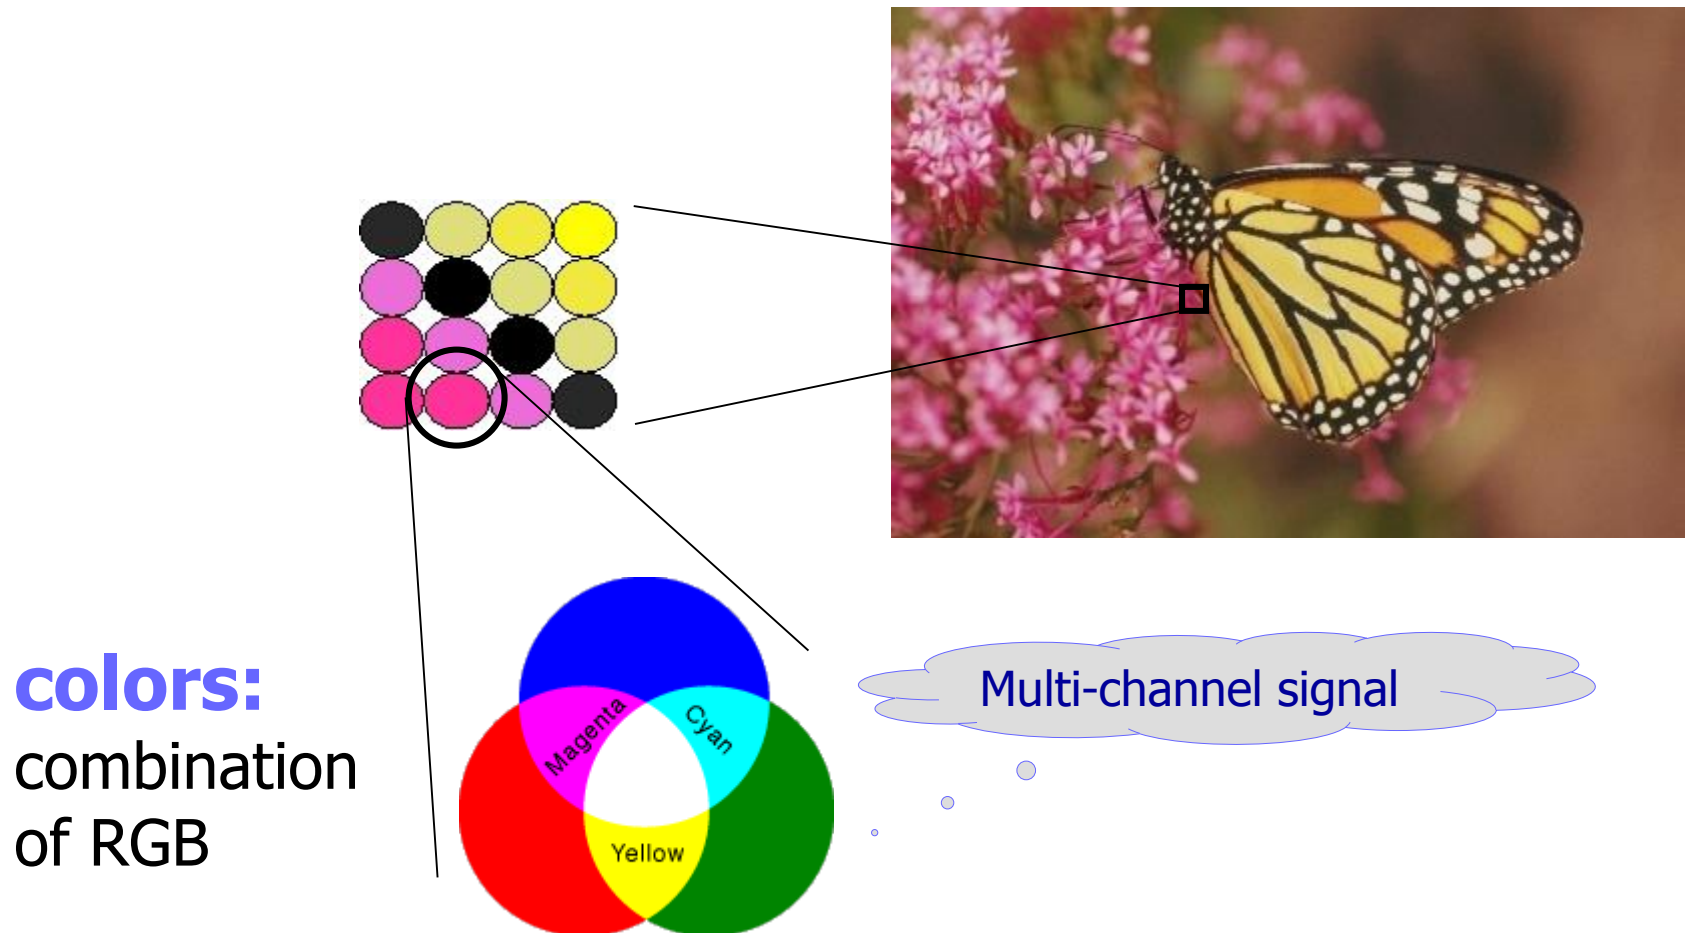 colors:
combination
of RGB
Magenta
Cyan
Yellow
Multi-channel signal